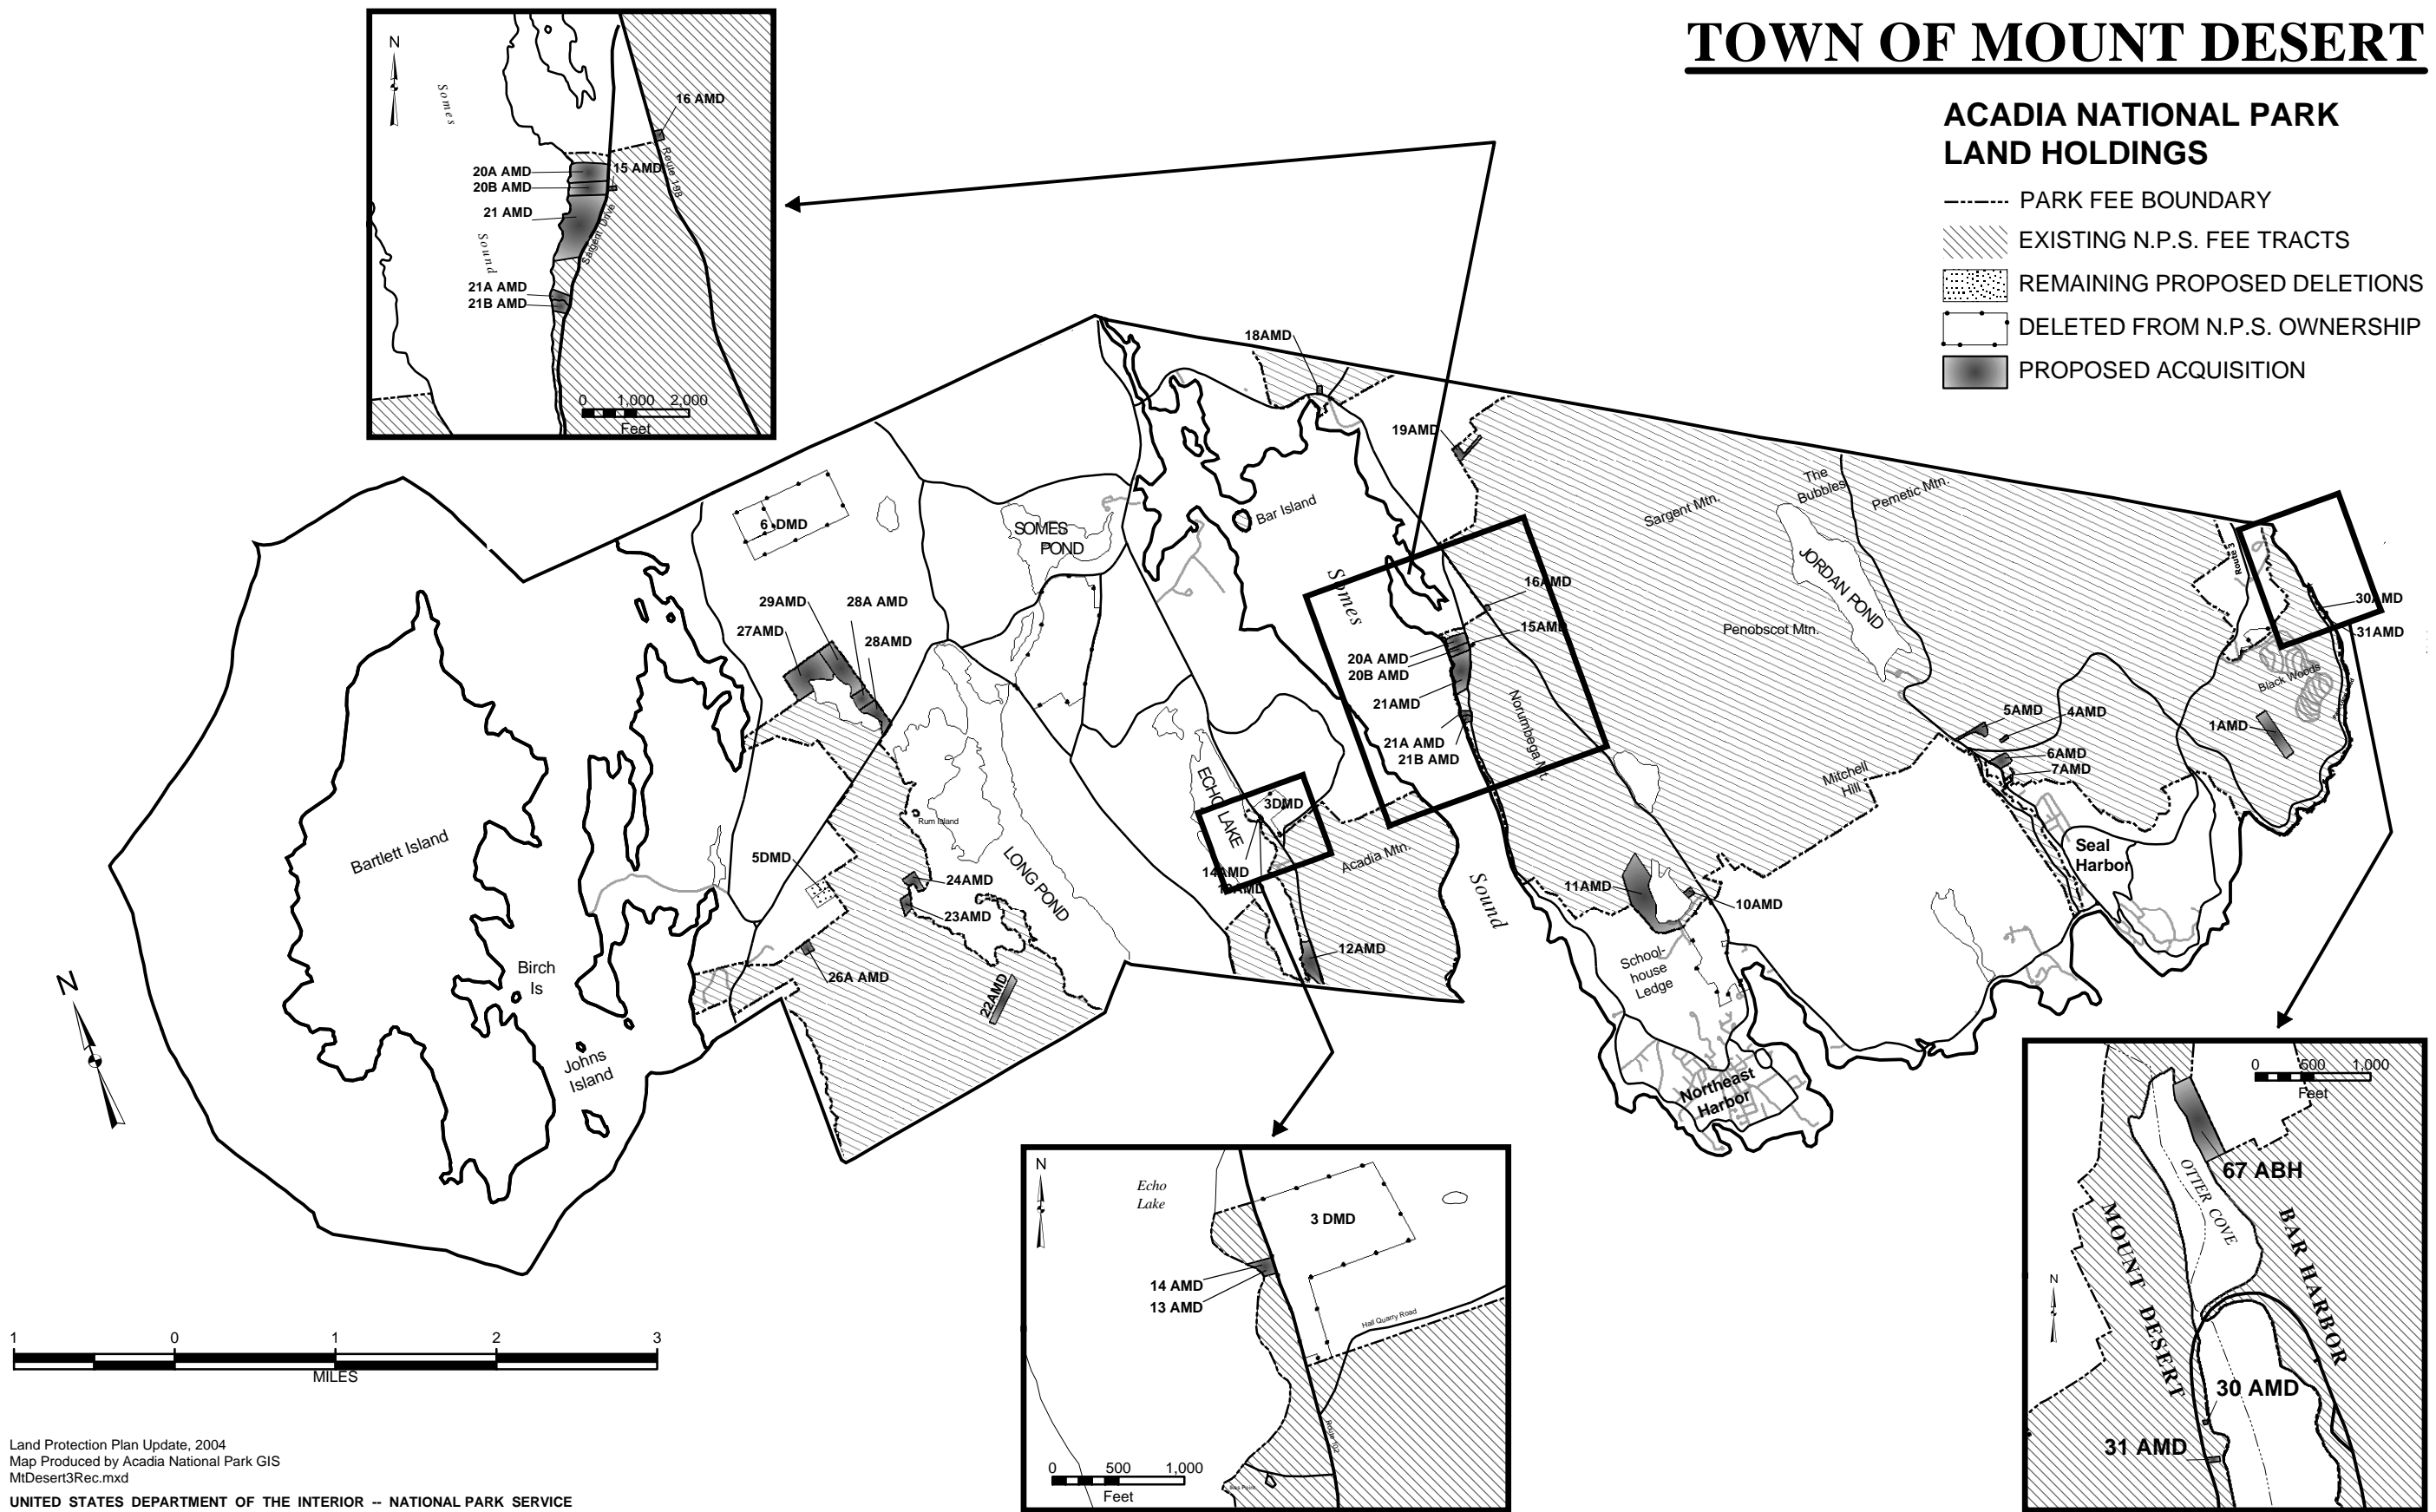 TOWN OF MOUNT DESERT
ACADIA NATIONAL PARK
LAND HOLDINGS
PARK FEE BOUNDARY
EXISTING N.P.S. FEE TRACTS
REMAINING PROPOSED DELETIONS
DELETED FROM N.P.S. OWNERSHIP
PROPOSED ACQUISITION
N
Somes
16 AMD
Route 198
20A AMD
15 AMD
20B AMD
21 AMD
Sargent Drive
Sound
21A AMD
21B AMD
0 1,000 2,000
Feet
18AMD
19AMD
6 DMD
SOMES
POND
Bar Island
Sargent Mtn.
The
Bubbles
Pemetic Mtn.
JORDAN POND
Penobscot Mtn.
Route 3
30AMD
31AMD
Black Woods
1AMD
29AMD
28A AMD
27AMD
28AMD
Somes
16AMD
15AMD
20A AMD
20B AMD
21AMD
21A AMD
21B AMD
Norumbega Mt.
5AMD
4AMD
6AMD
7AMD
Mitchell
Hill
Seal
Harbor
Bartlett Island
Rum Island
LONG POND
5DMD
24AMD
23AMD
ECHO
LAKE
3DMD
14AMD
13AMD
Acadia Mtn.
Sound
11AMD
10AMD
12AMD
School-
house
Ledge
Northeast
Harbor
Birch
Is
26A AMD
22AMD
Johns
Island
N
N
Echo
Lake
3 DMD
14 AMD
13 AMD
Hall Quarry Road
Route 102
0 500 1,000
Feet
0 500 1,000
Feet
67 ABH
OTTER COVE
MOUNT DESERT
BAR HARBOR
N
30 AMD
31 AMD
1 0 1 2 3
MILES
Land Protection Plan Update, 2004
Map Produced by Acadia National Park GIS
MtDesert3Rec.mxd
UNITED STATES DEPARTMENT OF THE INTERIOR -- NATIONAL PARK SERVICE